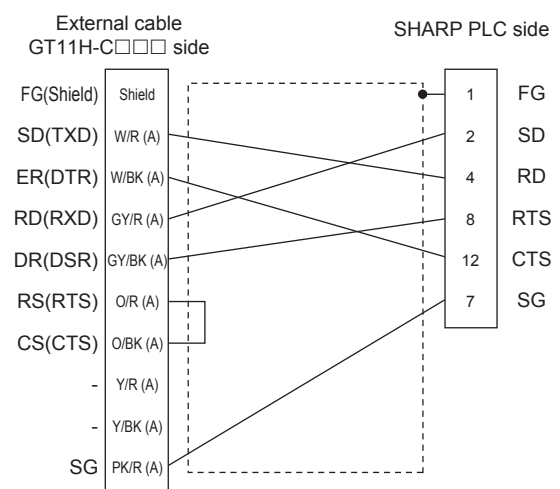 External cable
GT11H-C□□□ side
SHARP PLC side
FG(Shield) Shield 1 FG
SD(TXD) W/R (A) 2 SD
ER(DTR) W/BK (A) 4 RD
RD(RXD) GY/R (A) 8 RTS
DR(DSR) GY/BK (A) 12 CTS
RS(RTS) O/R (A) 7 SG
CS(CTS) O/BK (A)
- Y/R (A)
- Y/BK (A)
SG PK/R (A)